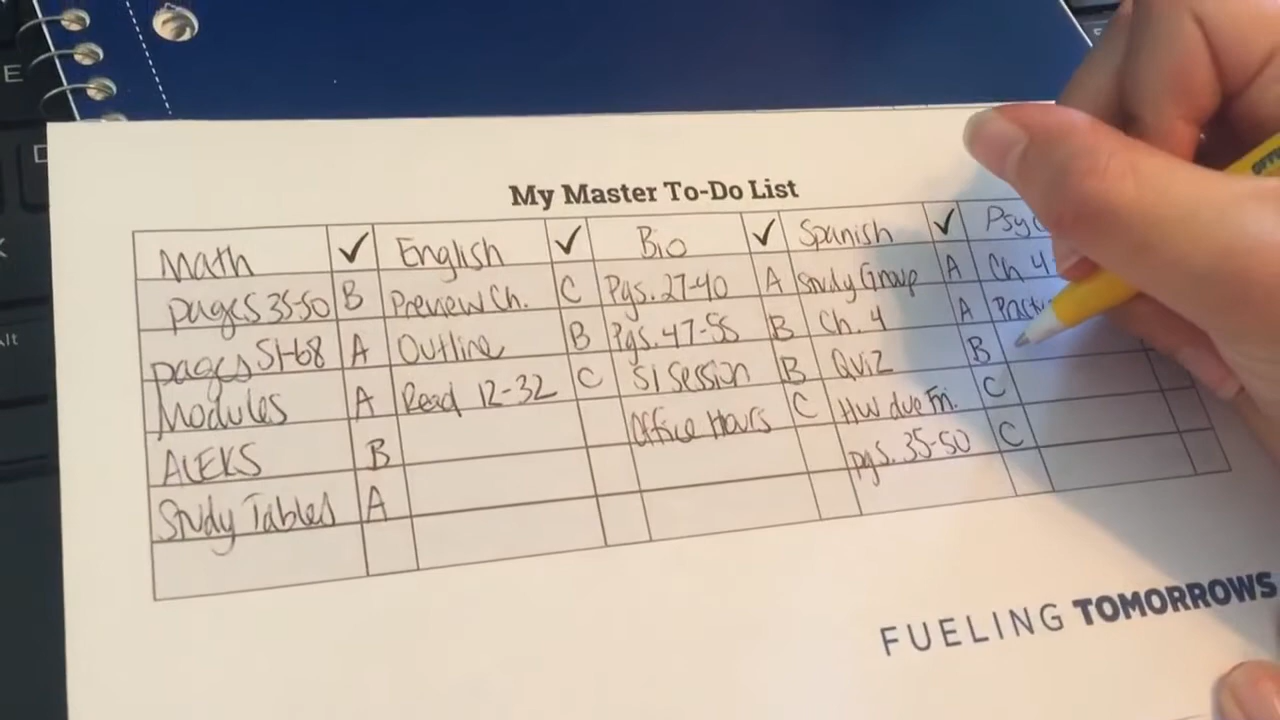 My Master To-Do List
Math ✓ English ✓ Bio ✓ Spanish ✓
pages 35-50 B Preview Ch. C Pgs. 27-40 A Study Group A Ch 4
pages 51-68 A Outline B Pgs. 47-55 B Ch. 4 A
Modules A Read 12-32 C SI Session B Quiz B
ALEKS B Office Hours C HW due Fri. C
Study Tables A pgs. 35-50 C
FUELING TOMORROWS
E